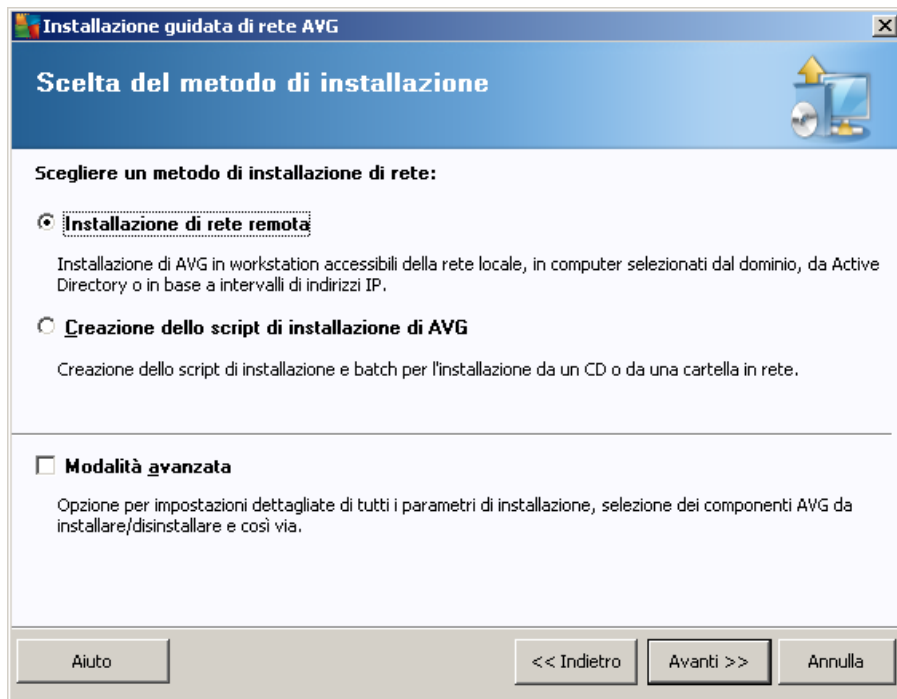 Installazione guidata di rete AVG
Scelta del metodo di installazione
Scegliere un metodo di installazione di rete:
Installazione di rete remota
Installazione di AVG in workstation accessibili della rete locale, in computer selezionati dal dominio, da Active
Directory o in base a intervalli di indirizzi IP.
Creazione dello script di installazione di AVG
Creazione dello script di installazione e batch per l'installazione da un CD o da una cartella in rete.
Modalità avanzata
Opzione per impostazioni dettagliate di tutti i parametri di installazione, selezione dei componenti AVG da
installare/disinstallare e così via.
Aiuto
<< Indietro
Avanti >>
Annulla